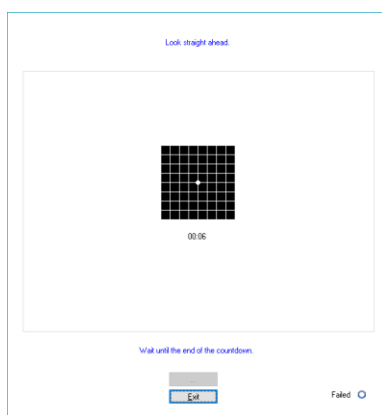 Look straight ahead.
00:06
Wait until the end of the countdown.
...
Exit
Failed